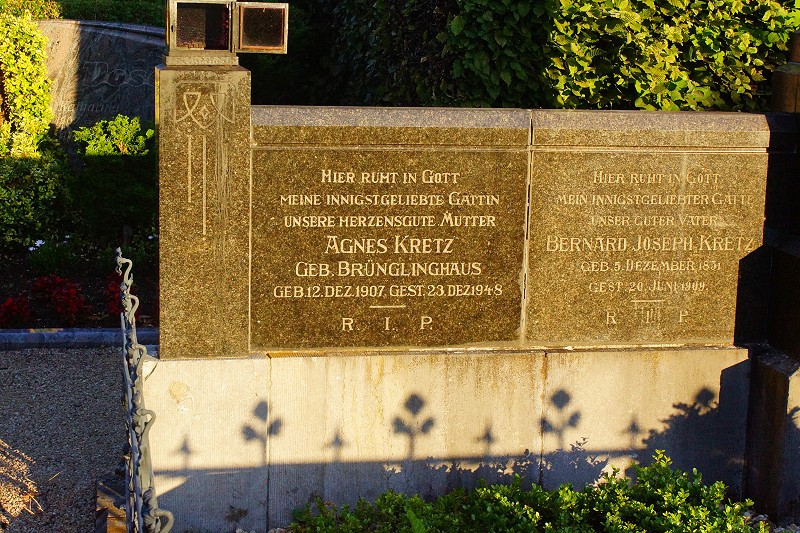 HIER RUHT IN GOTT
MEINE INNIGSTGELIEBTE GATTIN
UNSERE HERZENSGUTE MUTTER
AGNES KRETZ
GEB. BRÜNGLINGHAUS
GEB. 12. DEZ. 1907, GEST. 23. DEZ. 1948
R. I. P.
HIER RUHT IN GOTT
MEIN INNIGSTGELIEBTER GATTE
UNSER GUTER VATER
BERNARD JOSEPH KRETZ
GEB. 5. DEZEMBER 1851
GEST. 20. JUNI 1909.
R I P